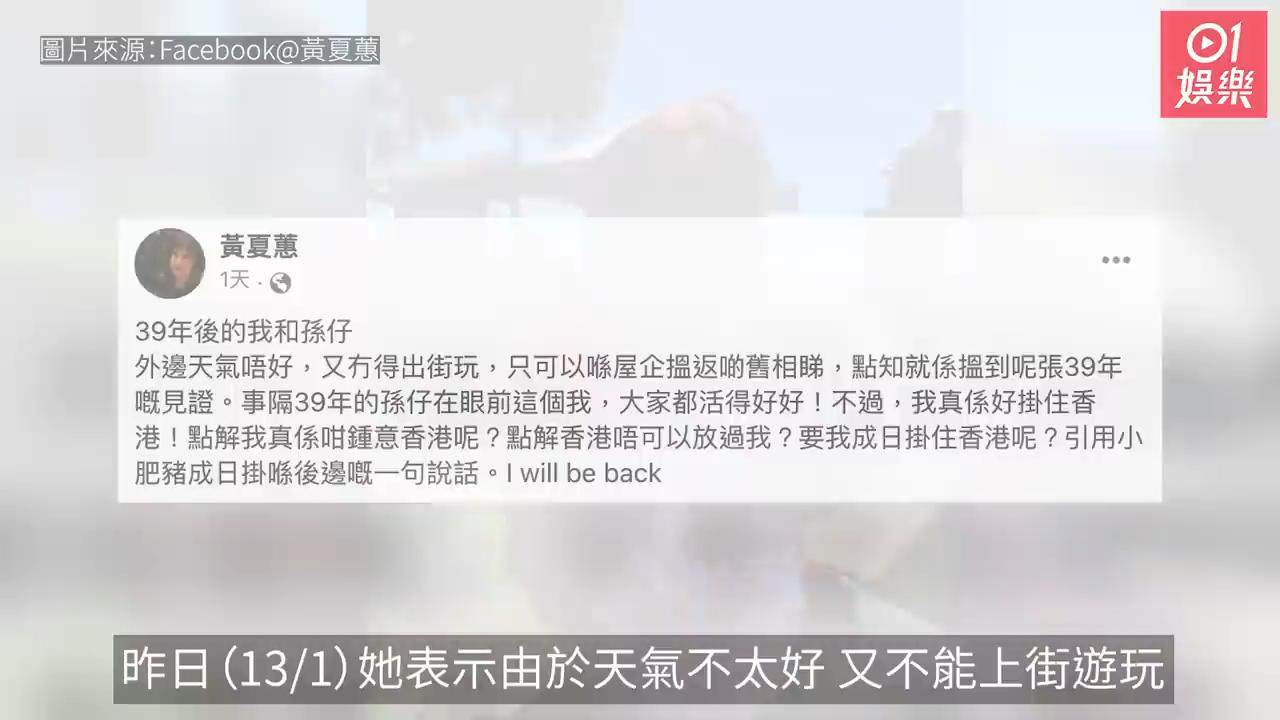 圖片來源：Facebook@黃夏蕙
01
娛樂
黃夏蕙
1天 ·
39年後的我和孫仔
外邊天氣唔好，又冇得出街玩，只可以喺屋企搵返啲舊相睇，點知就係搵到呢張39年
嘅見證。事隔39年的孫仔在眼前這個我，大家都活得好好！不過，我真係好掛住香
港！點解我真係咁鍾意香港呢？點解香港唔可以放過我？要我成日掛住香港呢？引用小
肥豬成日掛喺後邊嘅一句說話。I will be back
昨日（13/1）她表示由於天氣不太好 又不能上街遊玩